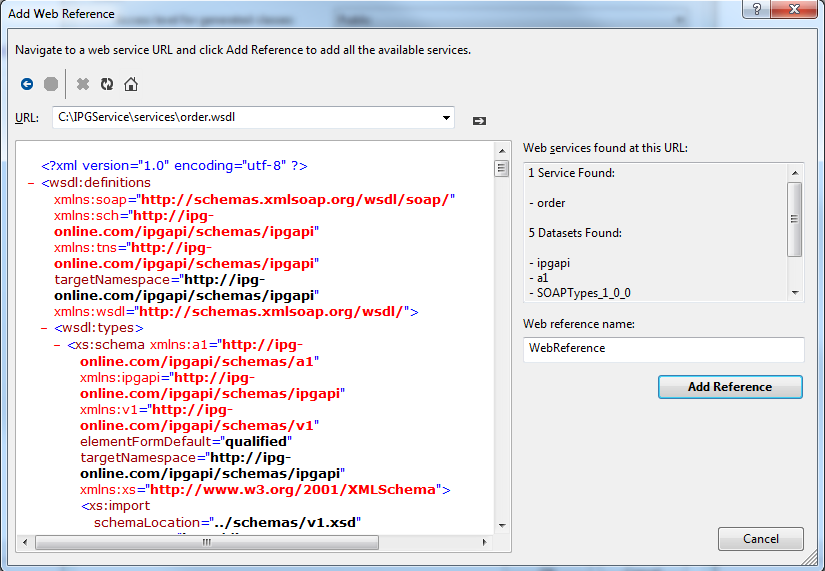 Add Web Reference
Navigate to a web service URL and click Add Reference to add all the available services.
URL:
C:\IPGService\services\order.wsdl
<?xml version="1.0" encoding="utf-8" ?>
- <wsdl:definitions
xmlns:soap="http://schemas.xmlsoap.org/wsdl/soap/"
xmlns:sch="http://ipg-
online.com/ipgapi/schemas/ipgapi"
xmlns:tns="http://ipg-
online.com/ipgapi/schemas/ipgapi"
targetNamespace="http://ipg-
online.com/ipgapi/schemas/ipgapi"
xmlns:wsdl="http://schemas.xmlsoap.org/wsdl/">
- <wsdl:types>
- <xs:schema xmlns:a1="http://ipg-
online.com/ipgapi/schemas/a1"
xmlns:ipgapi="http://ipg-
online.com/ipgapi/schemas/ipgapi"
xmlns:v1="http://ipg-
online.com/ipgapi/schemas/v1"
elementFormDefault="qualified"
targetNamespace="http://ipg-
online.com/ipgapi/schemas/ipgapi"
xmlns:xs="http://www.w3.org/2001/XMLSchema">
<xs:import
schemaLocation="../schemas/v1.xsd"
Web services found at this URL:
1 Service Found:
- order
5 Datasets Found:
- ipgapi
- a1
- SOAPTypes_1_0_0
Web reference name:
WebReference
Add Reference
Cancel